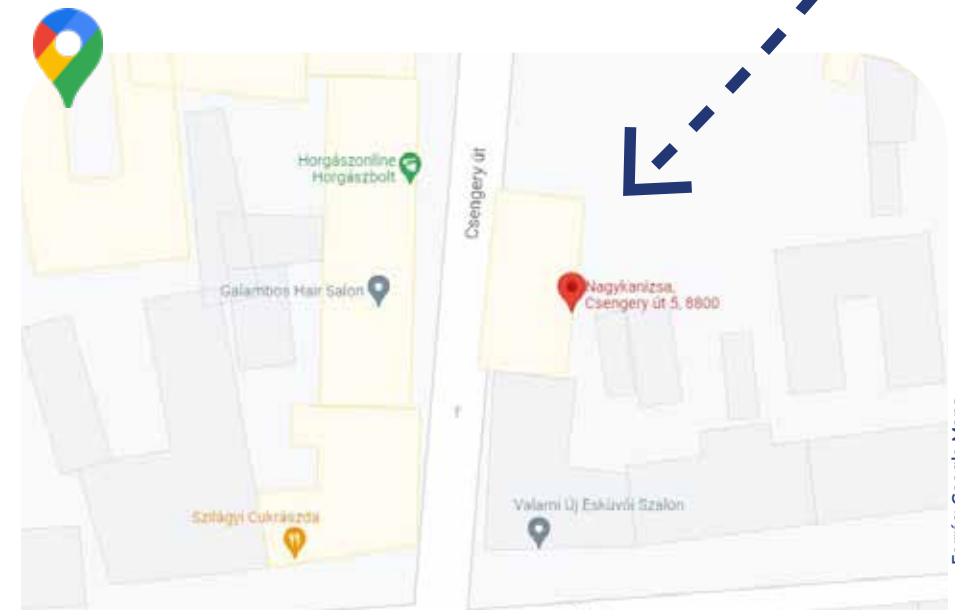 Horgászonline
Horgászbolt
Csengery út
Galambos Hair Salon
Nagykanizsa,
Csengery út 5, 8800
Szilágyi Cukrászda
Valami Új Esküvői Szalon